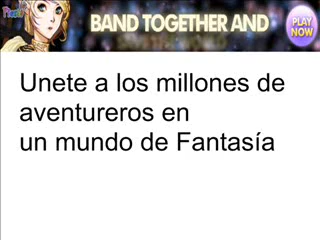 BAND TOGETHER AND
PLAY
NOW
Unete a los millones de
aventureros en
un mundo de Fantasía